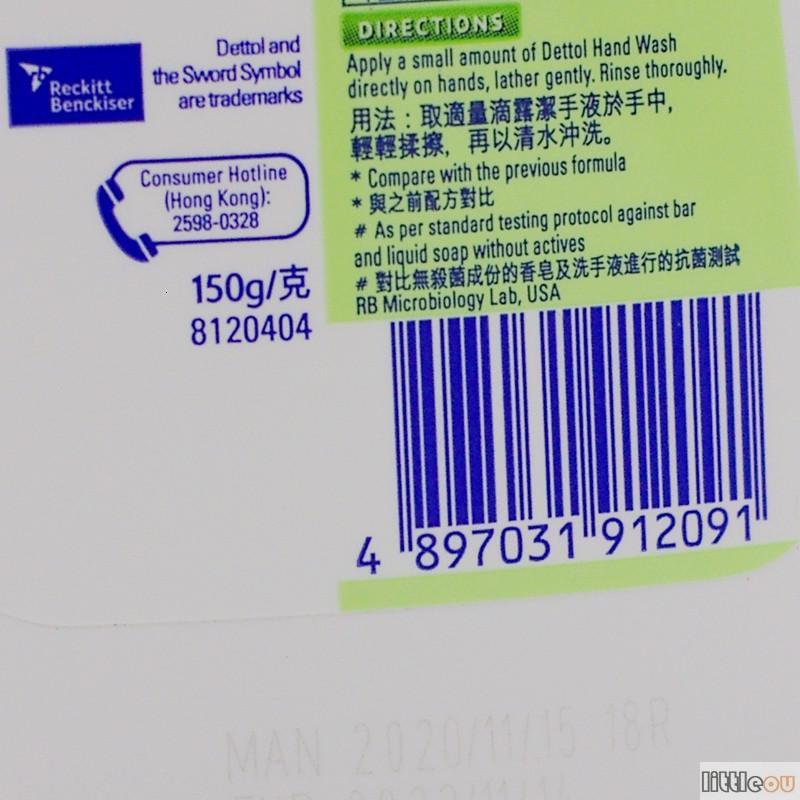 Reckitt
Benckiser
Dettol and
the Sword Symbol
are trademarks
Consumer Hotline
(Hong Kong):
2598-0328
150g/克
8120404
DIRECTIONS
Apply a small amount of Dettol Hand Wash
directly on hands, lather gently. Rinse thoroughly.
用法：取適量滴露潔手液於手中，
輕輕揉擦，再以清水沖洗。
* Compare with the previous formula
* 與之前配方對比
# As per standard testing protocol against bar
and liquid soap without actives
# 對比無殺菌成份的香皂及洗手液進行的抗菌測試
RB Microbiology Lab, USA
4 897031 912091
MAN 2020/11/15 18R
littleou